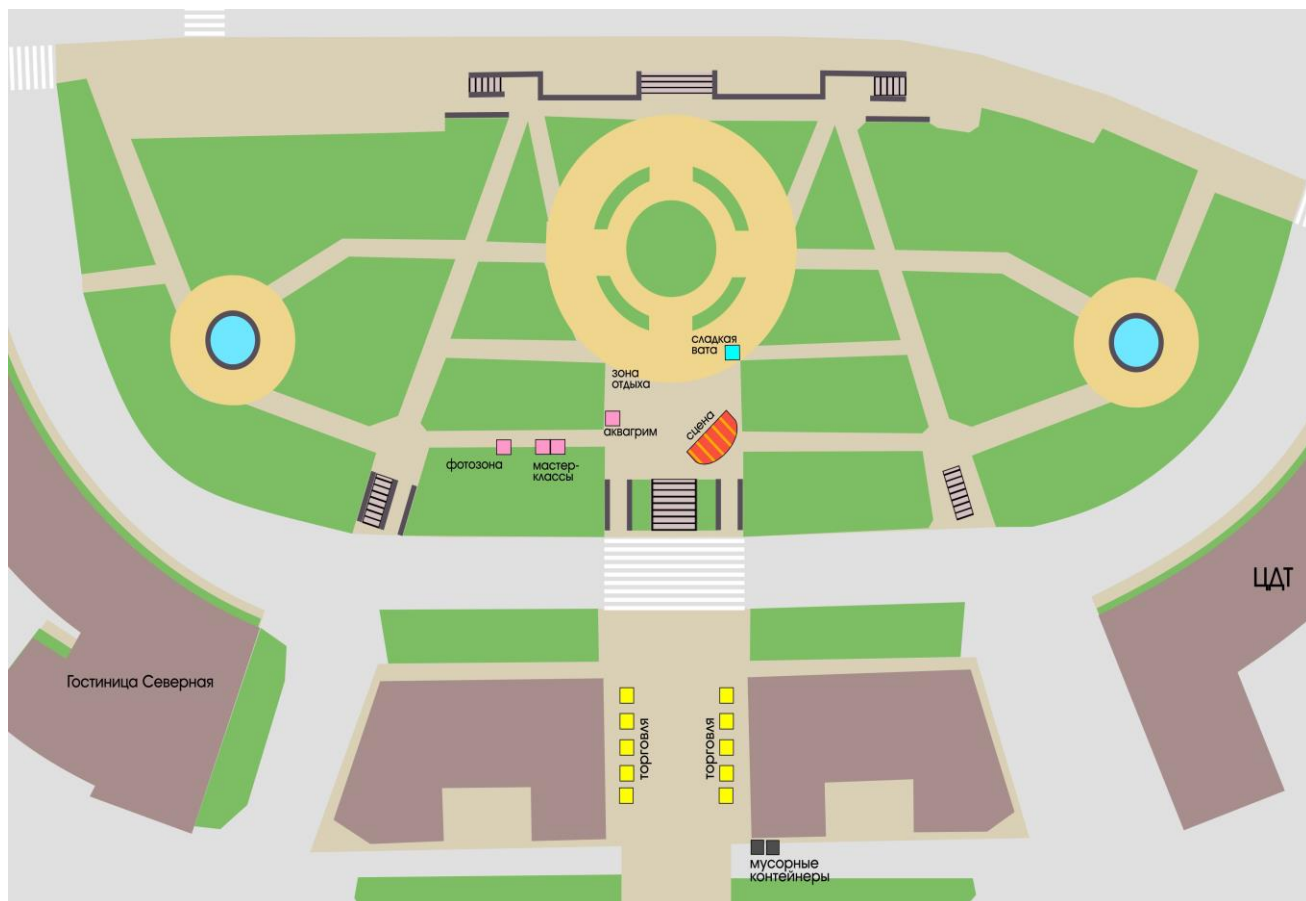 сладкая
вата
зона
отдыха
сцена
аквагрим
фотозона
мастер-
классы
ЦДТ
Гостиница Северная
торговля
торговля
мусорные
контейнеры